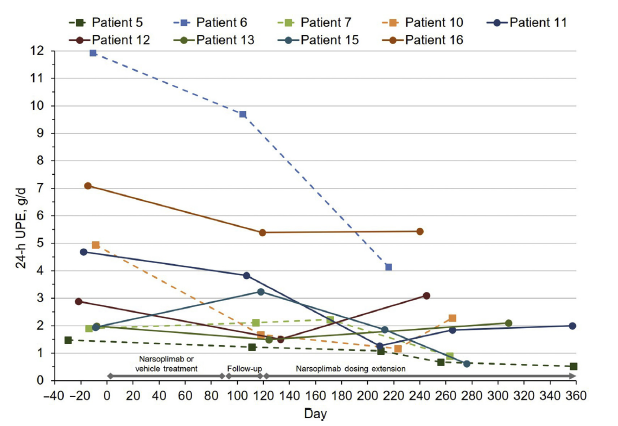 Patient 5 Patient 6 Patient 7 Patient 10 Patient 11
Patient 12 Patient 13 Patient 15 Patient 16
12
11
10
9
8
7
6
5
4
3
2
1
0
24-h UPE, g/d
Narsoplimab or
vehicle treatment
Follow-up
Narsoplimab dosing extension
−40 −20 0 20 40 60 80 100 120 140 160 180 200 220 240 260 280 300 320 340 360
Day